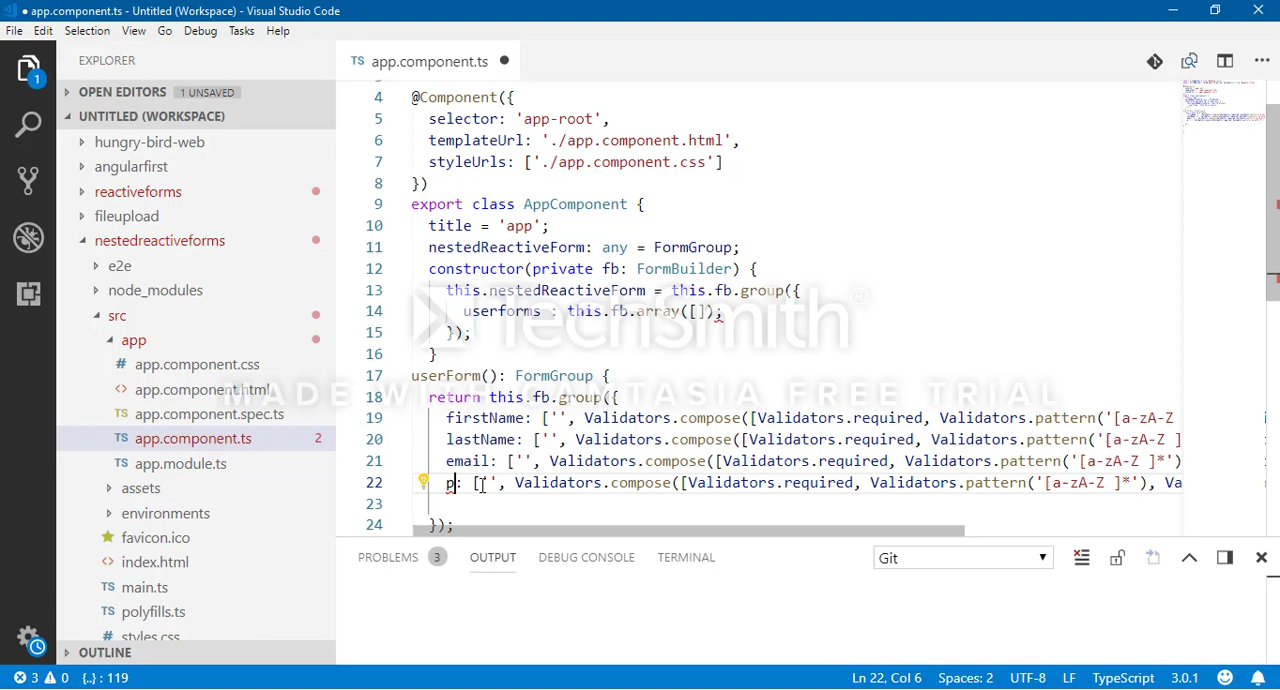 app.component.ts - Untitled (Workspace) - Visual Studio Code
File Edit Selection View Go Debug Tasks Help
EXPLORER
TS app.component.ts
1
OPEN EDITORS 1 UNSAVED
UNTITLED (WORKSPACE)
hungry-bird-web
angularfirst
reactiveforms
fileupload
nestedreactiveforms
e2e
node_modules
src
app
# app.component.css
<> app.component.html
TS app.component.spec.ts
TS app.component.ts 2
TS app.module.ts
assets
environments
favicon.ico
<> index.html
TS main.ts
TS polyfills.ts
# styles.css
OUTLINE
4 @Component({
5 selector: 'app-root',
6 templateUrl: './app.component.html',
7 styleUrls: ['./app.component.css']
8 })
9 export class AppComponent {
10 title = 'app';
11 nestedReactiveForm: any = FormGroup;
12 constructor(private fb: FormBuilder) {
13 this.nestedReactiveForm = this.fb.group({
14 userforms : this.fb.array([]);
15 });
16 }
17 userForm(): FormGroup {
18 return this.fb.group({
19 firstName: ['', Validators.compose([Validators.required, Validators.pattern('[a-zA-Z
20 lastName: ['', Validators.compose([Validators.required, Validators.pattern('[a-zA-Z ]
21 email: ['', Validators.compose([Validators.required, Validators.pattern('[a-zA-Z ]*')
22 p: ['', Validators.compose([Validators.required, Validators.pattern('[a-zA-Z ]*'), Va
23
24 });
TechSmith®
MADE WITH CAMTASIA FREE TRIAL
PROBLEMS 3 OUTPUT DEBUG CONSOLE TERMINAL Git
3 0 {..} : 119 Ln 22, Col 6 Spaces: 2 UTF-8 LF TypeScript 3.0.1